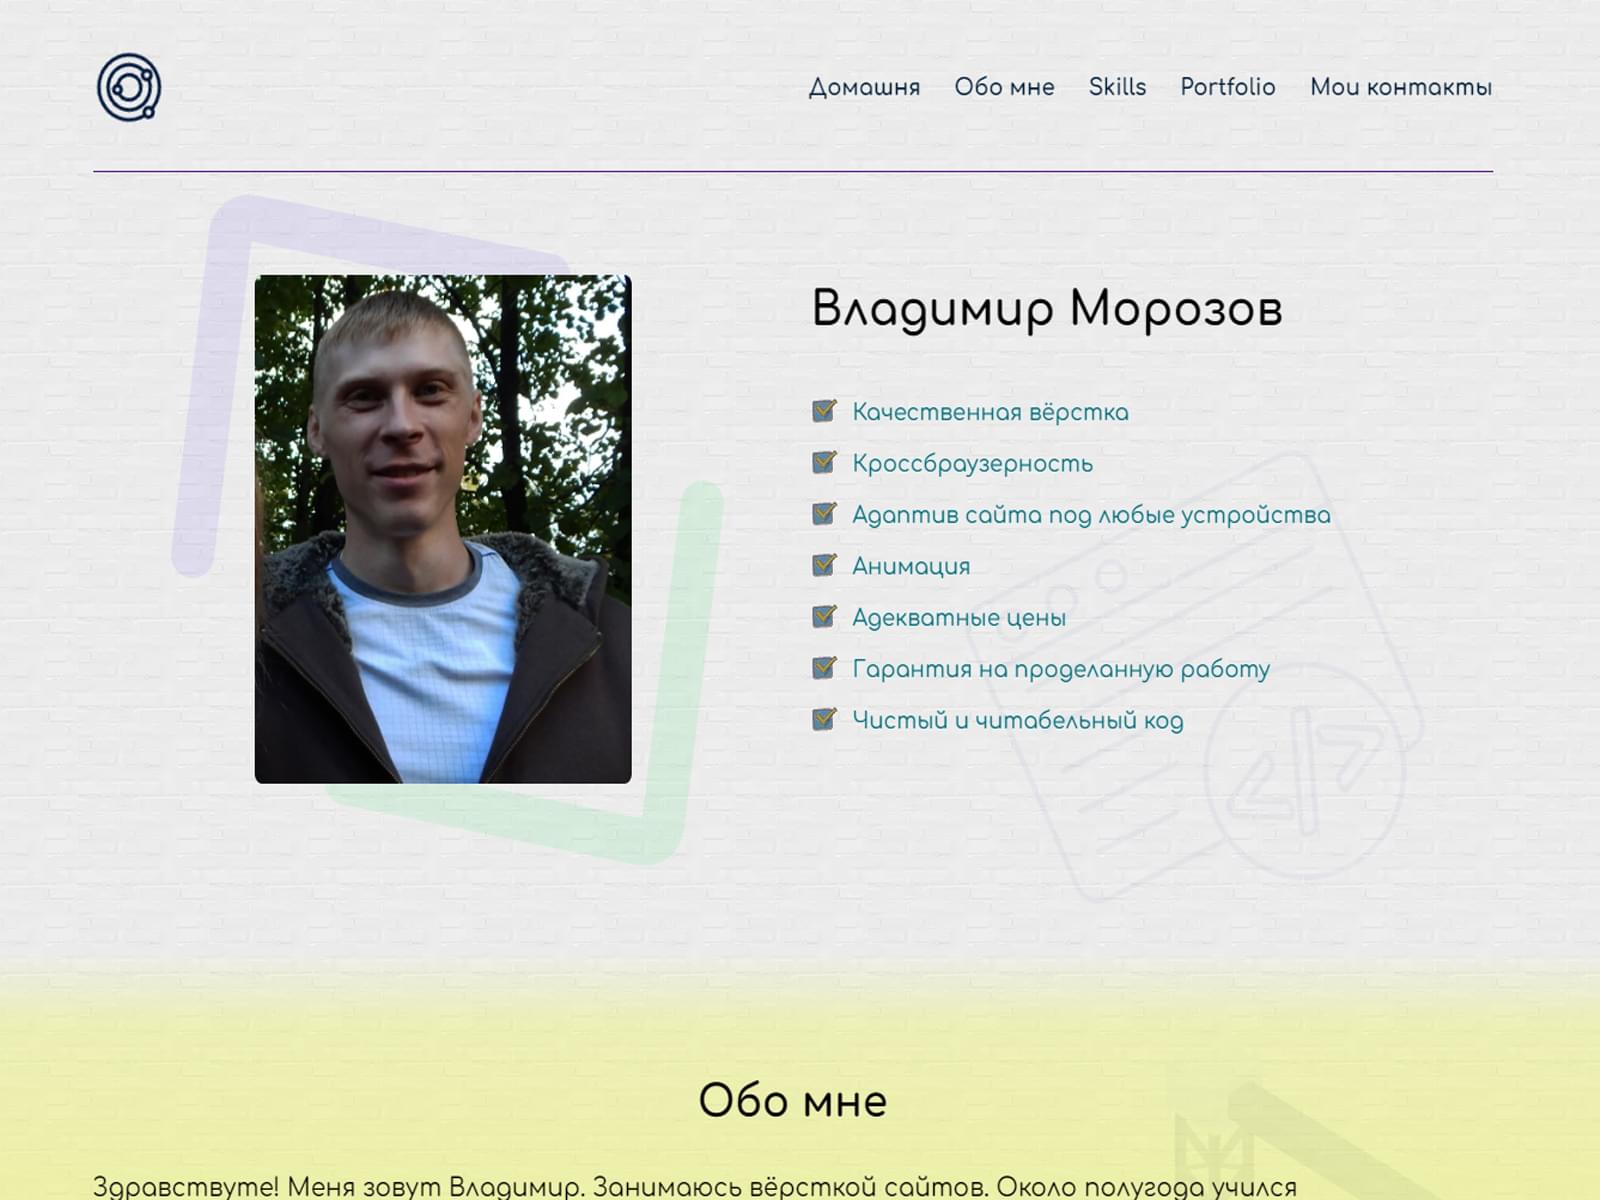 Домашня Обо мне Skills Portfolio Мои контакты
Владимир Морозов
Качественная вёрстка
Кроссбраузерность
Адаптив сайта под любые устройства
Анимация
Адекватные цены
Гарантия на проделанную работу
Чистый и читабельный код
</>
Обо мне
Здравствуте! Меня зовут Владимир. Занимаюсь вёрсткой сайтов. Около полугода учился